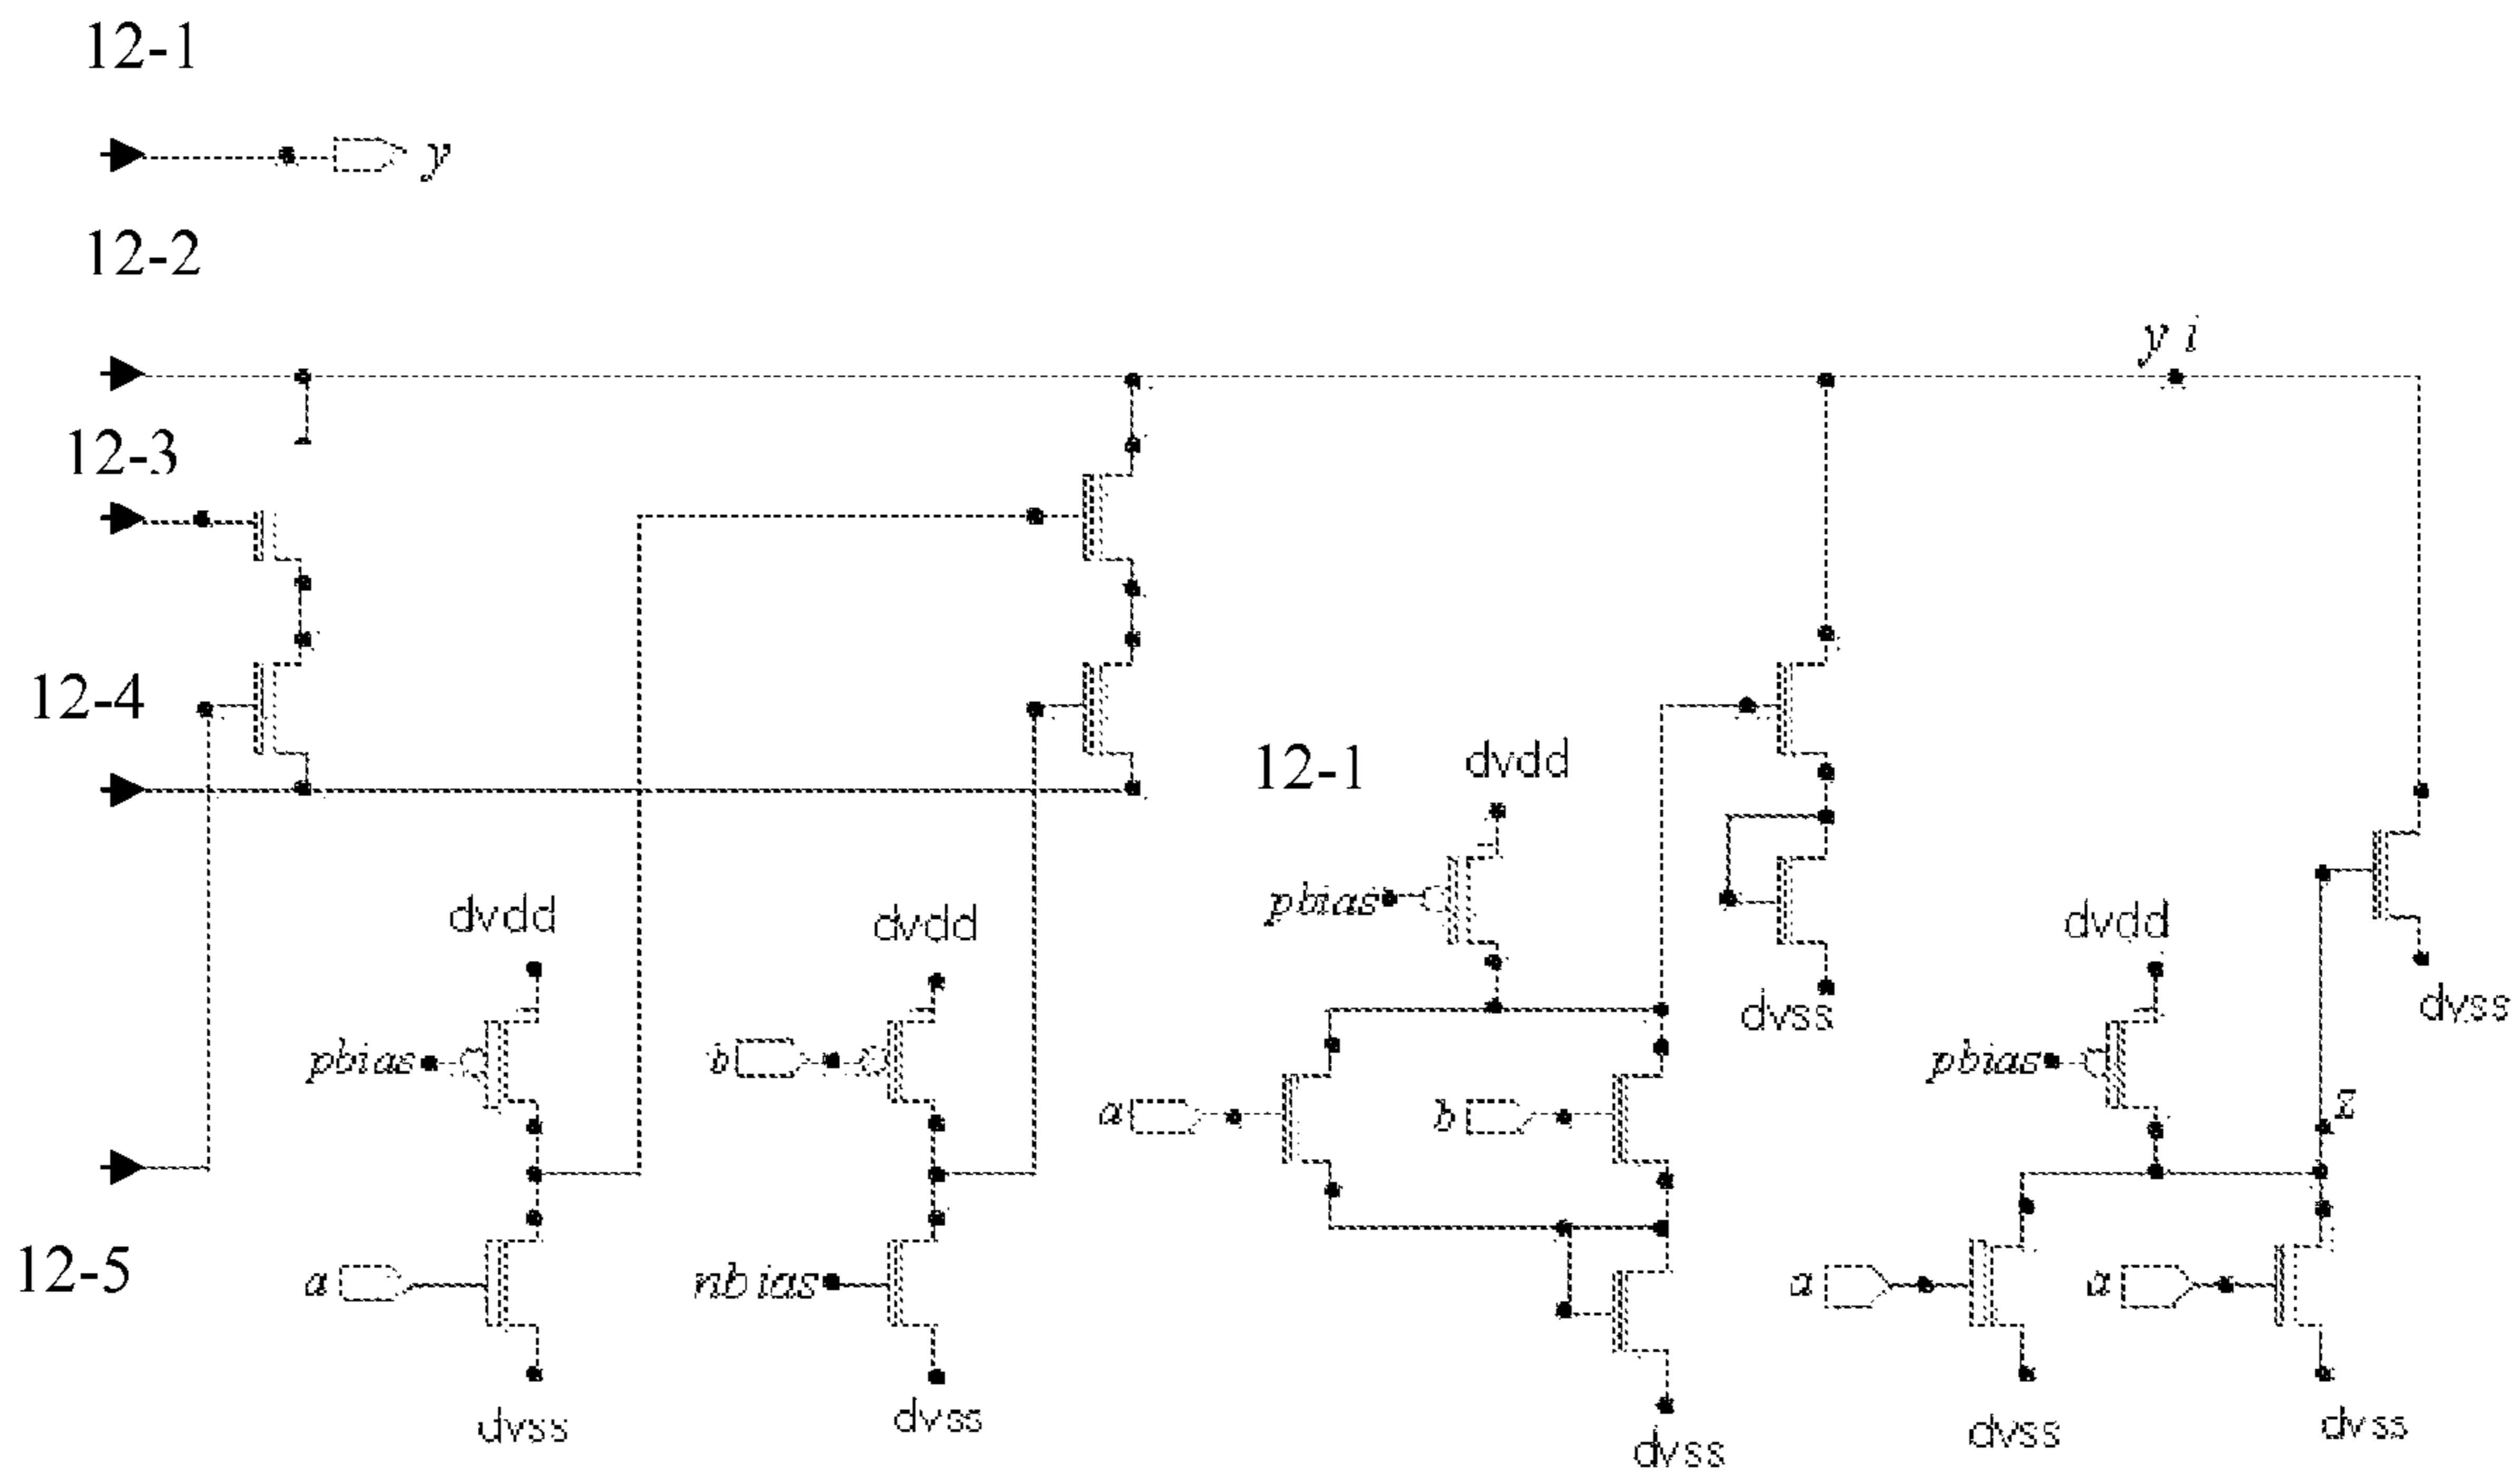 12-1
y
12-2
y i
12-3
12-4
12-1 dvdd
pbias
dvdd dvdd dvdd
dvss dvss
pbias b pbias
a b z
12-5
a nbias a a
dvss dvss dvss dvss
dvss